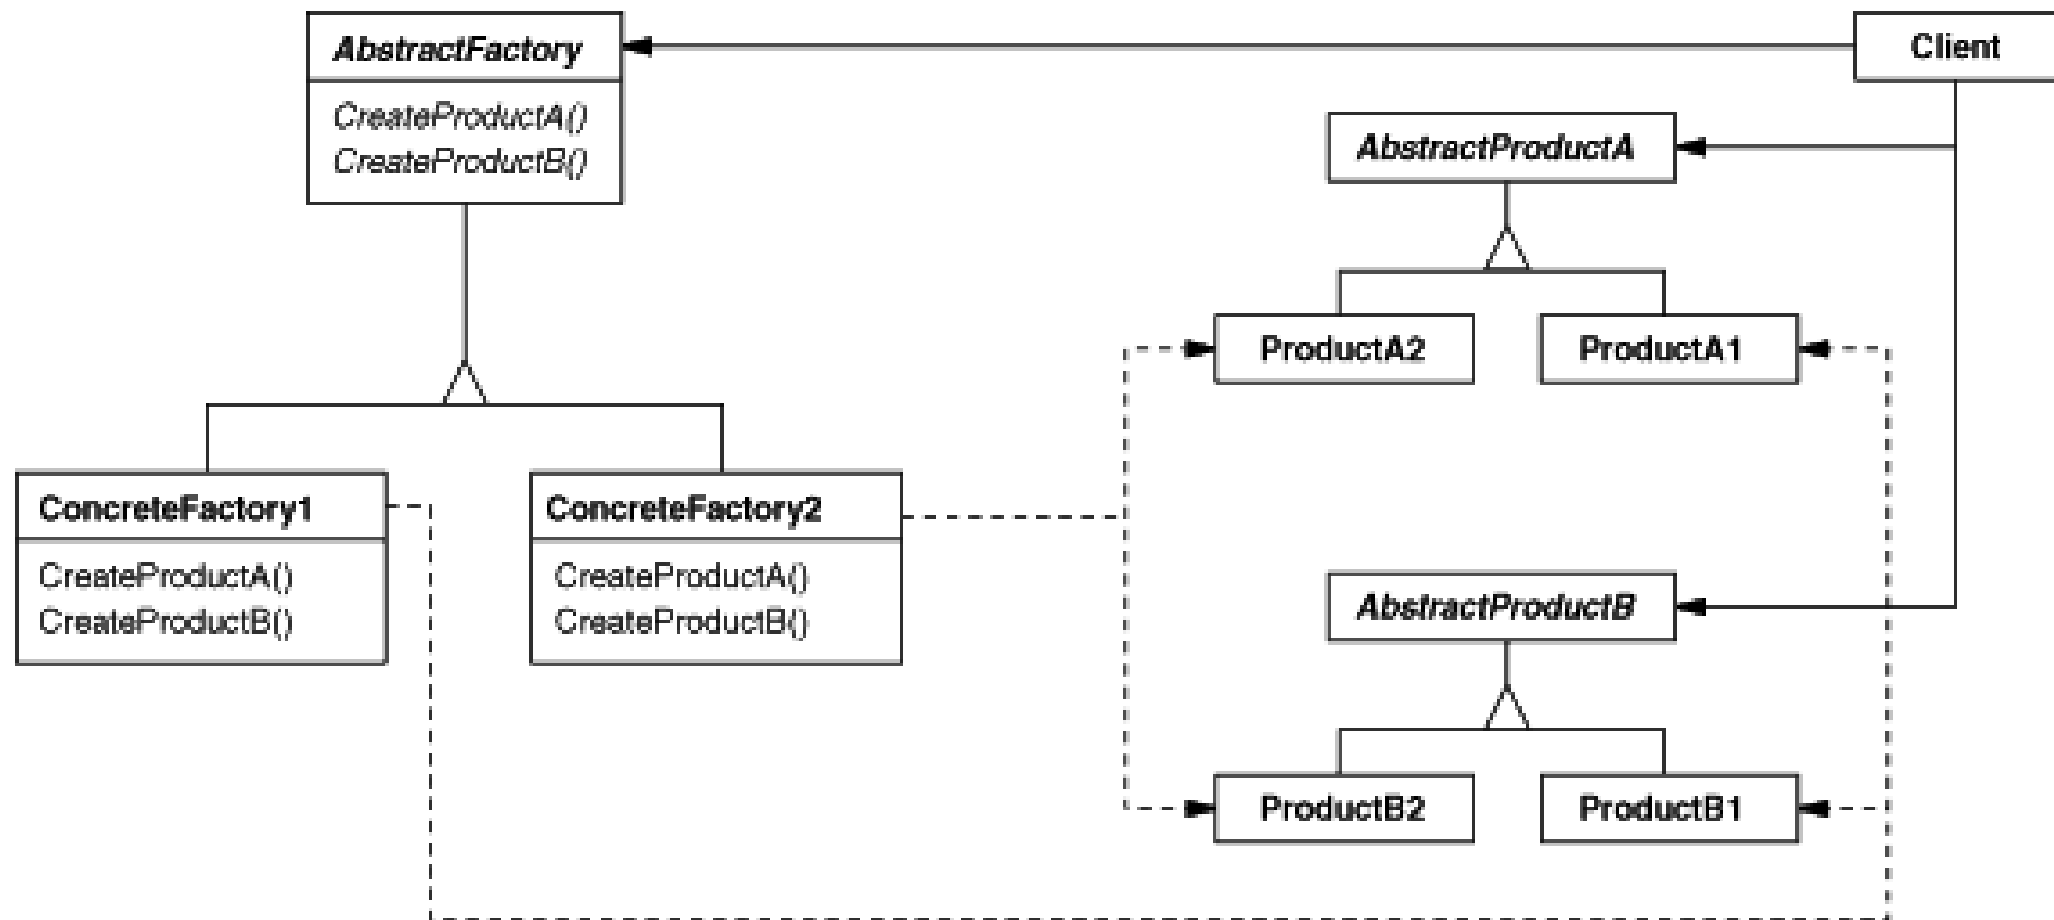 AbstractFactory
CreateProductA()
CreateProductB()
Client
AbstractProductA
ProductA2
ProductA1
ConcreteFactory1
CreateProductA()
CreateProductB()
ConcreteFactory2
CreateProductA()
CreateProductB()
AbstractProductB
ProductB2
ProductB1